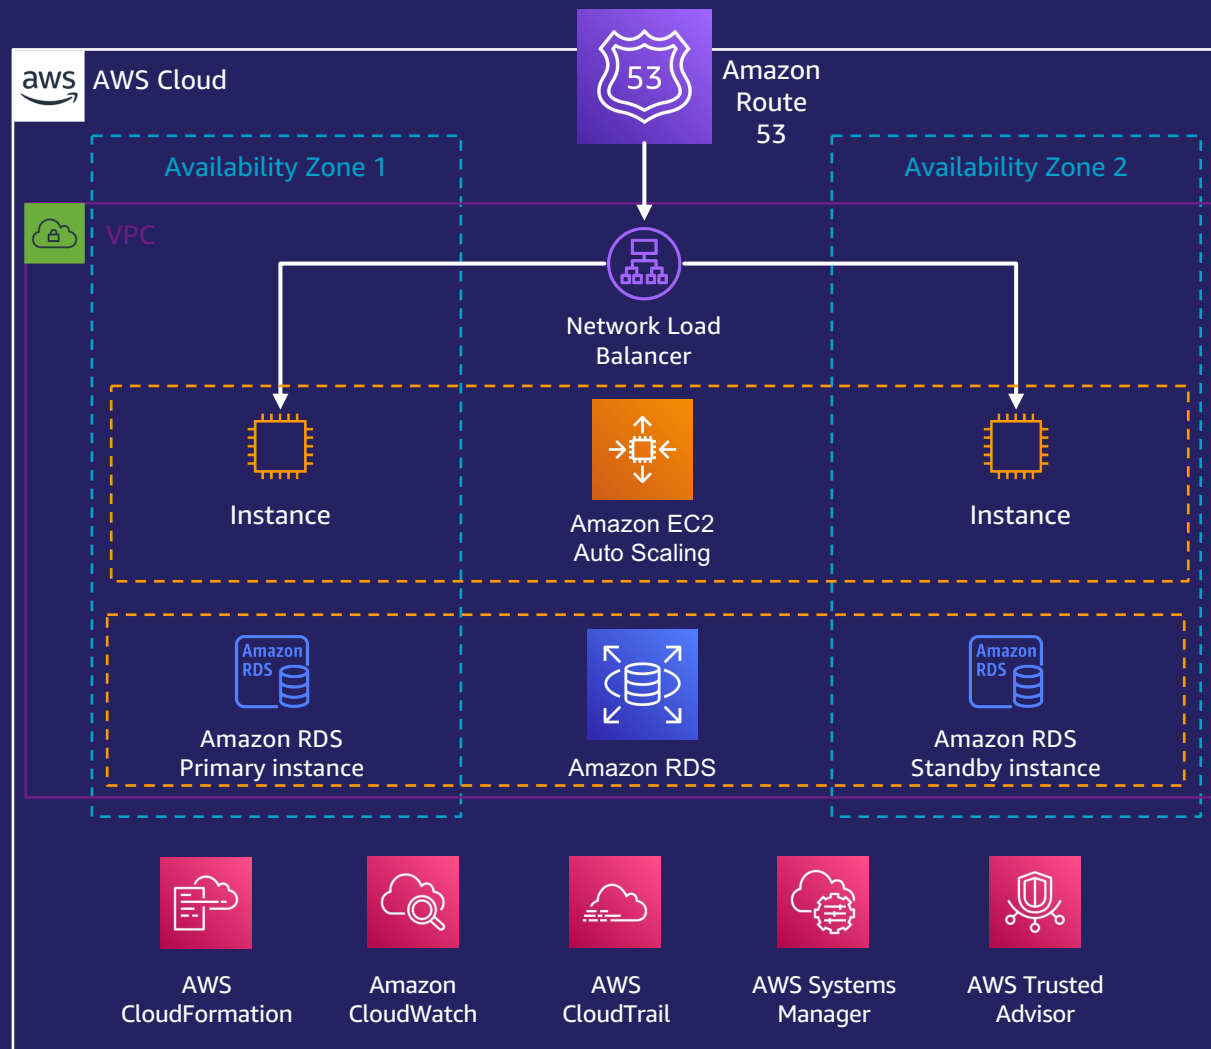 aws
AWS Cloud
53
Amazon
Route
53
Availability Zone 1
Availability Zone 2
VPC
Network Load
Balancer
Instance
Amazon EC2
Auto Scaling
Instance
Amazon
RDS
Amazon RDS
Primary instance
Amazon RDS
Amazon
RDS
Amazon RDS
Standby instance
AWS
CloudFormation
Amazon
CloudWatch
AWS
CloudTrail
AWS Systems
Manager
AWS Trusted
Advisor